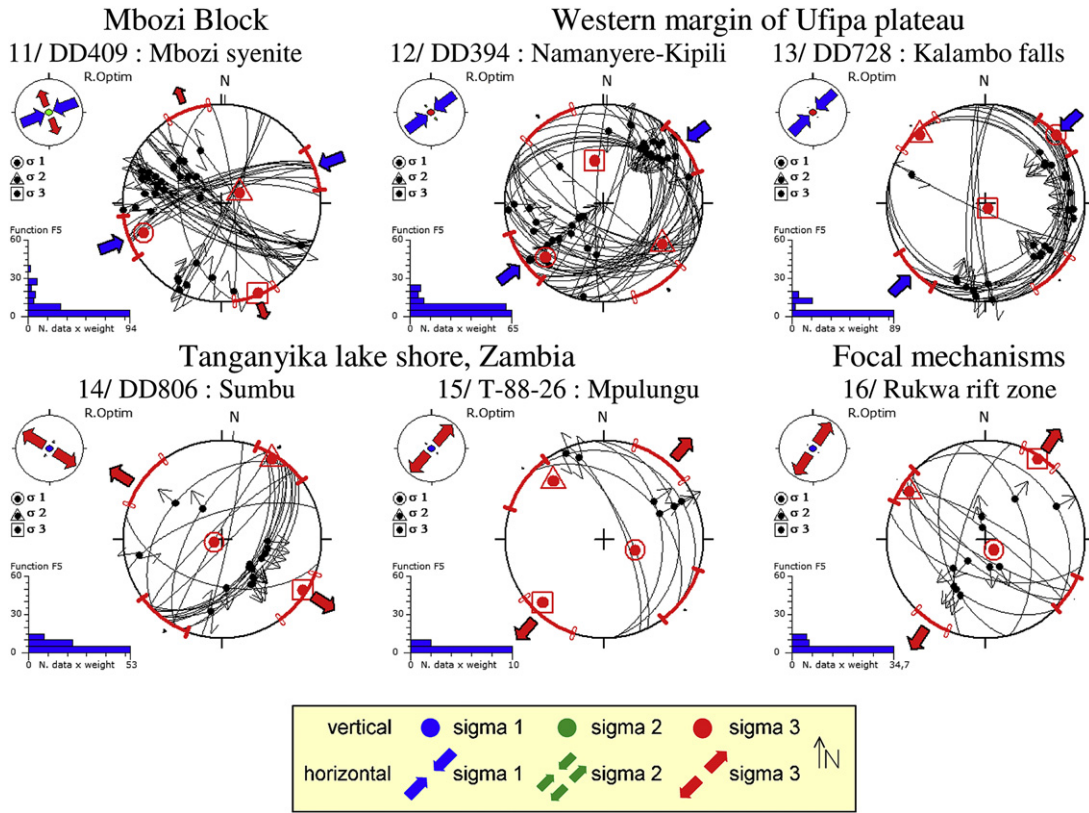 Mbozi Block
Western margin of Ufipa plateau
11/ DD409 : Mbozi syenite
12/ DD394 : Namanyere-Kipili
13/ DD728 : Kalambo falls
R.Optim
N
σ 1
σ 2
σ 3
Function F5
60
30
0
0
N. data x weight
94
R.Optim
N
σ 1
σ 2
σ 3
Function F5
60
30
0
0
N. data x weight
65
R.Optim
N
σ 1
σ 2
σ 3
Function F5
60
30
0
0
N. data x weight
89
Tanganyika lake shore, Zambia
Focal mechanisms
14/ DD806 : Sumbu
15/ T-88-26 : Mpulungu
16/ Rukwa rift zone
R.Optim
N
σ 1
σ 2
σ 3
Function F5
60
30
0
0
N. data x weight
53
R.Optim
N
σ 1
σ 2
σ 3
Function F5
60
30
0
0
N. data x weight
10
R.Optim
N
σ 1
σ 2
σ 3
Function F5
60
30
0
0
N. data x weight
34,7
vertical sigma 1 sigma 2 sigma 3
N
horizontal sigma 1 sigma 2 sigma 3